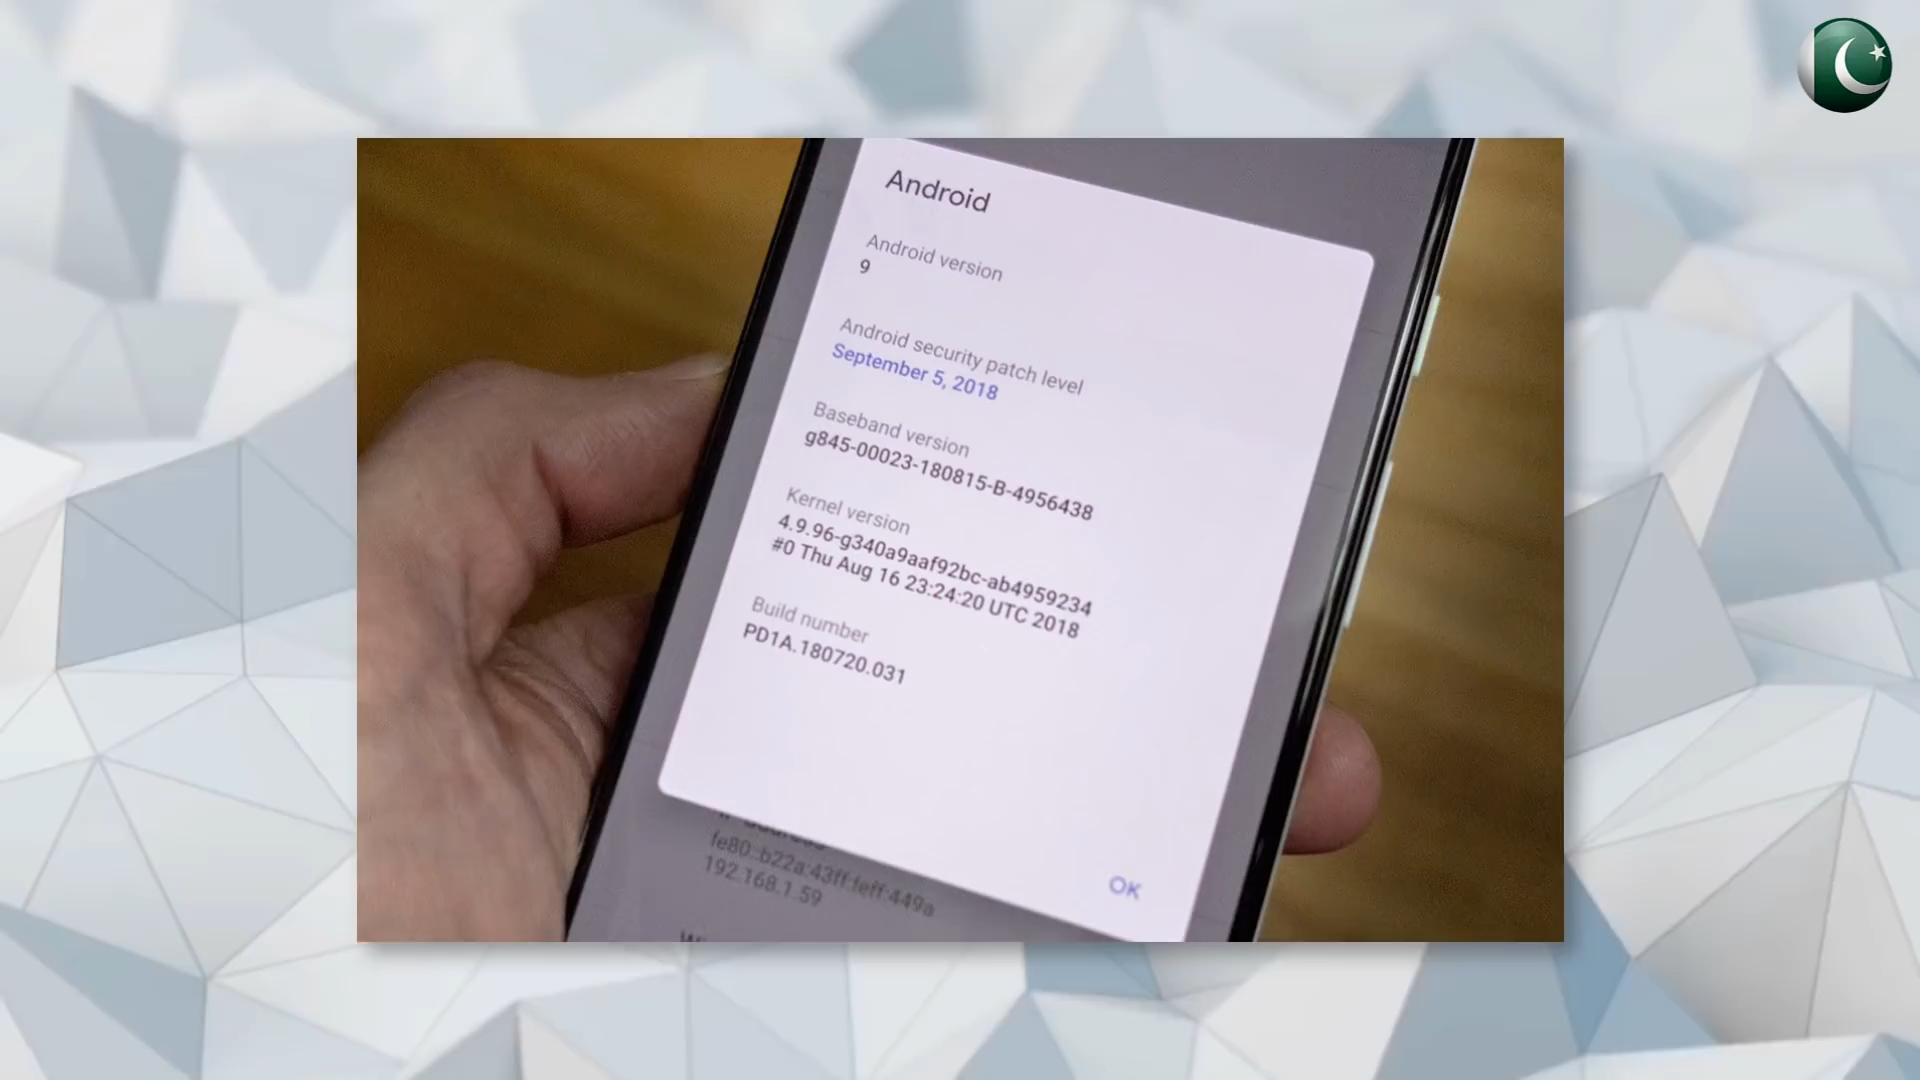 Android
Android version
9
Android security patch level
September 5, 2018
Baseband version
g845-00023-180815-B-4956438
Kernel version
4.9.96-g340a9aaf92bc-ab4959234
#0 Thu Aug 16 23:24:20 UTC 2018
Build number
PD1A.180720.031
fe80::b22a:43ff:feff:449a
192.168.1.59
OK